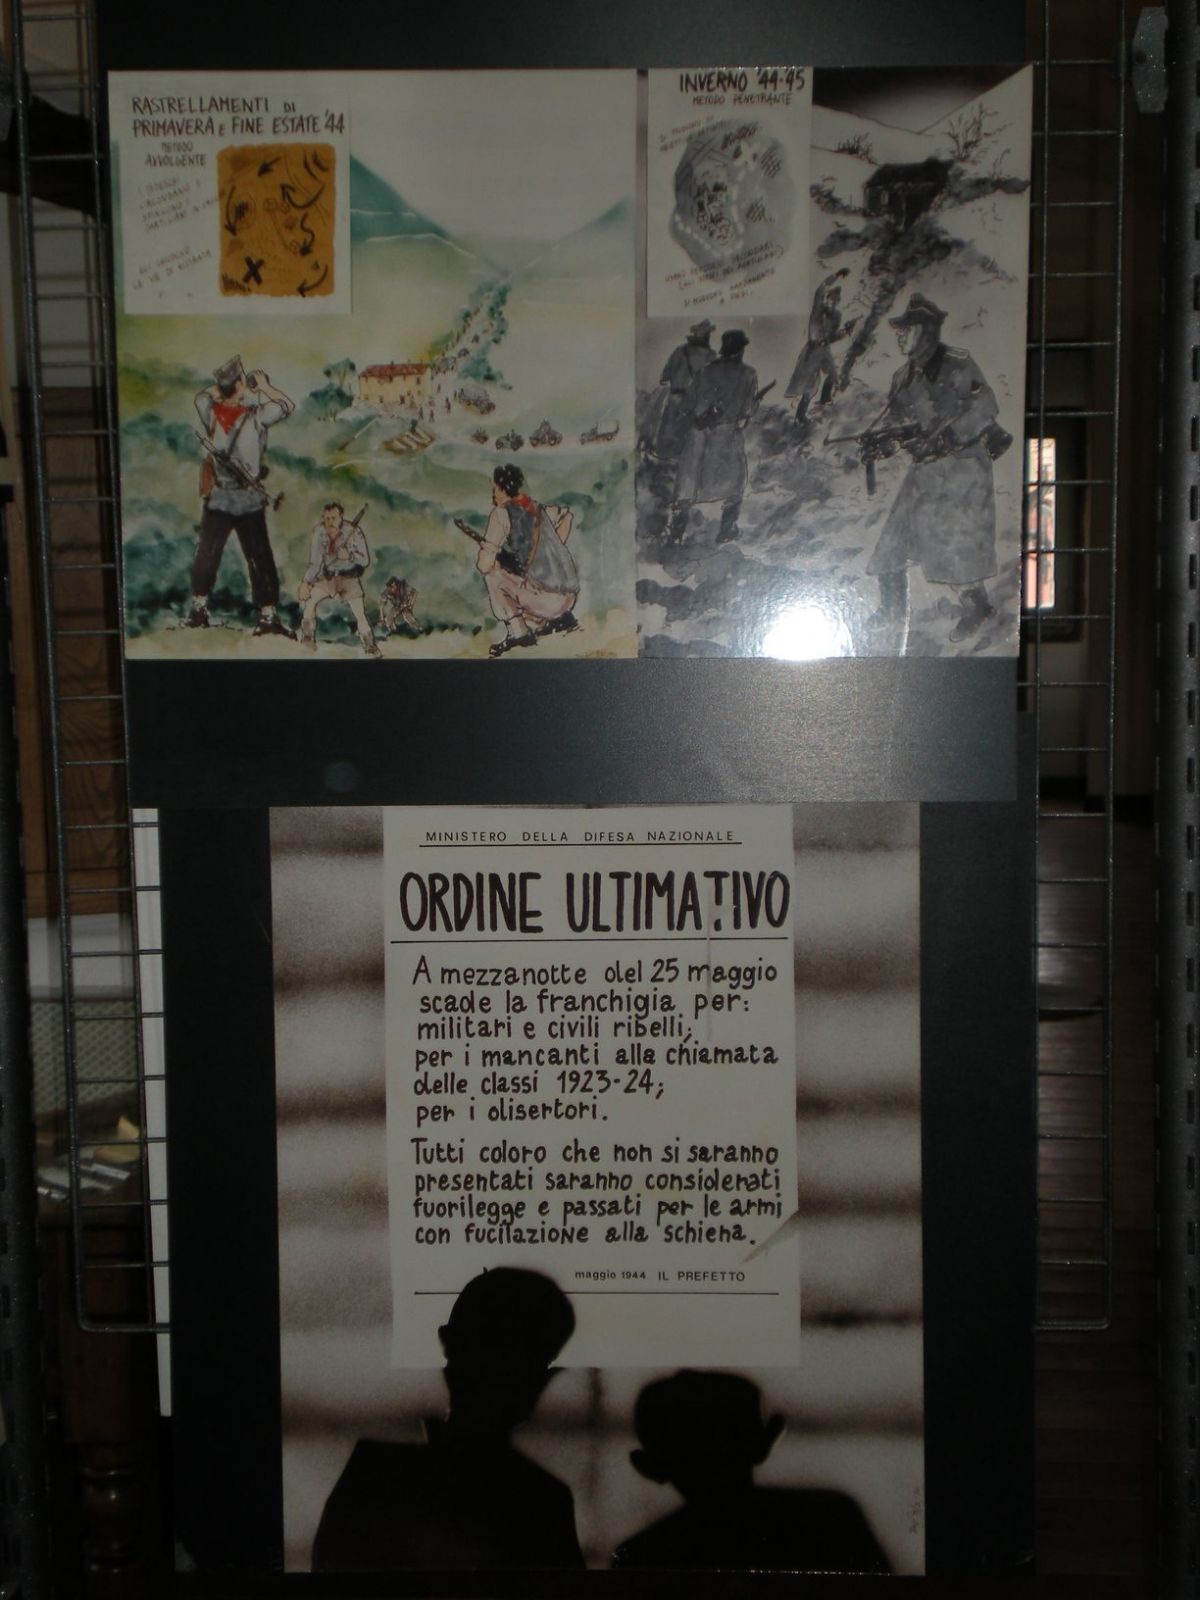 RASTRELLAMENTI DI
PRIMAVERA E FINE ESTATE '44
METODO
AVVOLGENTE
I TEDESCHI
INVERNO '44-'45
METODO PENETRANTE
MINISTERO DELLA DIFESA NAZIONALE
ORDINE ULTIMATIVO
A mezzanotte del 25 maggio
scade la franchigia per:
militari e civili ribelli;
per i mancanti alla chiamata
delle classi 1923-24;
per i disertori.
Tutti coloro che non si saranno
presentati saranno considerati
fuorilegge e passati per le armi
con fucilazione alla schiena.
maggio 1944 IL PREFETTO